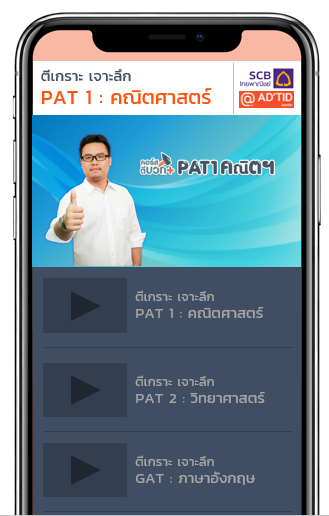 ตีเกราะ เจาะลึก
PAT 1 : คณิตศาสตร์
SCB
ไทยพาณิชย์
@ AD'TID
คอร์ส
ติบวก+
PAT1 คณิตฯ
ตีเกราะ เจาะลึก
PAT 1 : คณิตศาสตร์
ตีเกราะ เจาะลึก
PAT 2 : วิทยาศาสตร์
ตีเกราะ เจาะลึก
GAT : ภาษาอังกฤษ